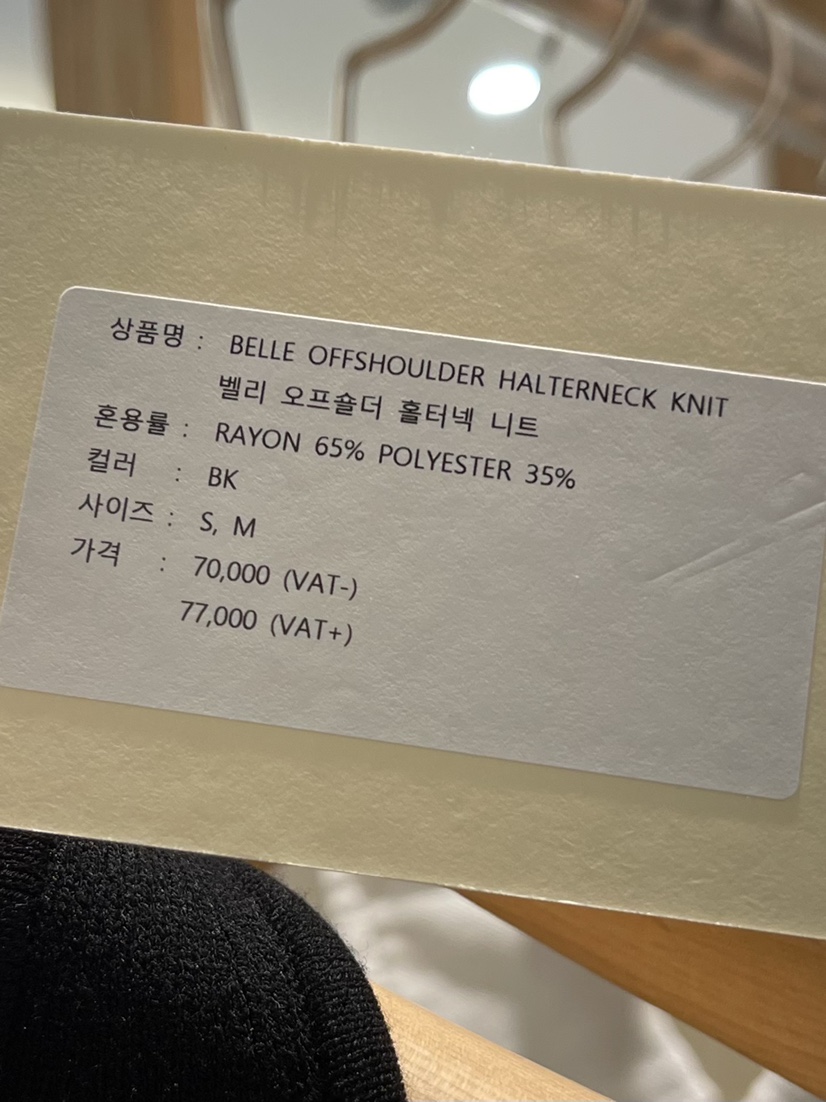 상품명 : BELLE OFFSHOULDER HALTERNECK KNIT
벨리 오프숄더 홀터넥 니트
혼용률 : RAYON 65% POLYESTER 35%
컬러 : BK
사이즈 : S, M
가격 : 70,000 (VAT-)
77,000 (VAT+)